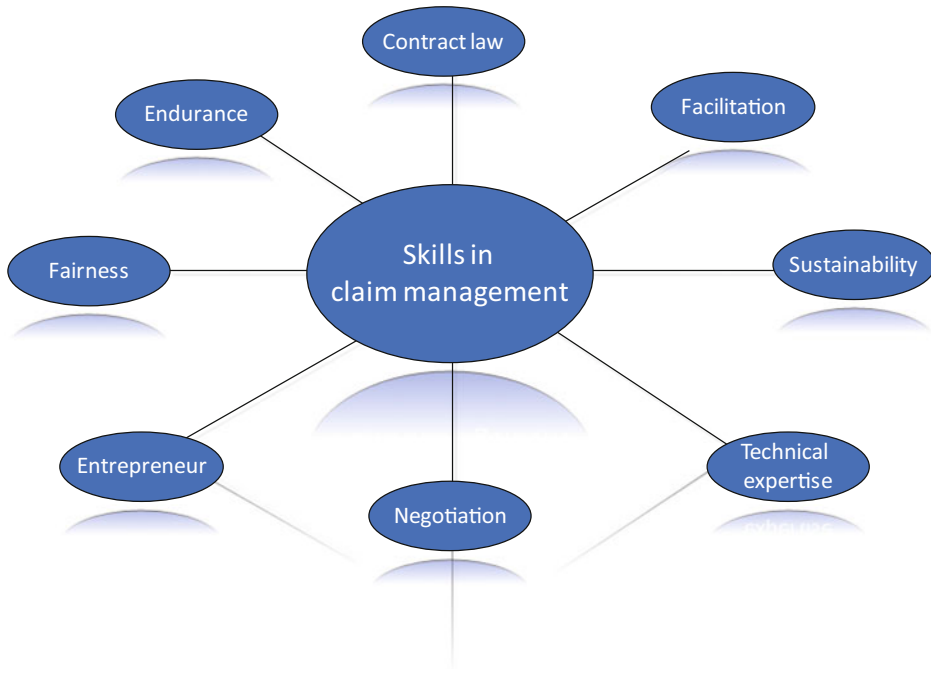 Contract law
Endurance
Facilitation
Skills in
claim management
Fairness
Sustainability
Entrepreneur
Technical
expertise
Negotiation